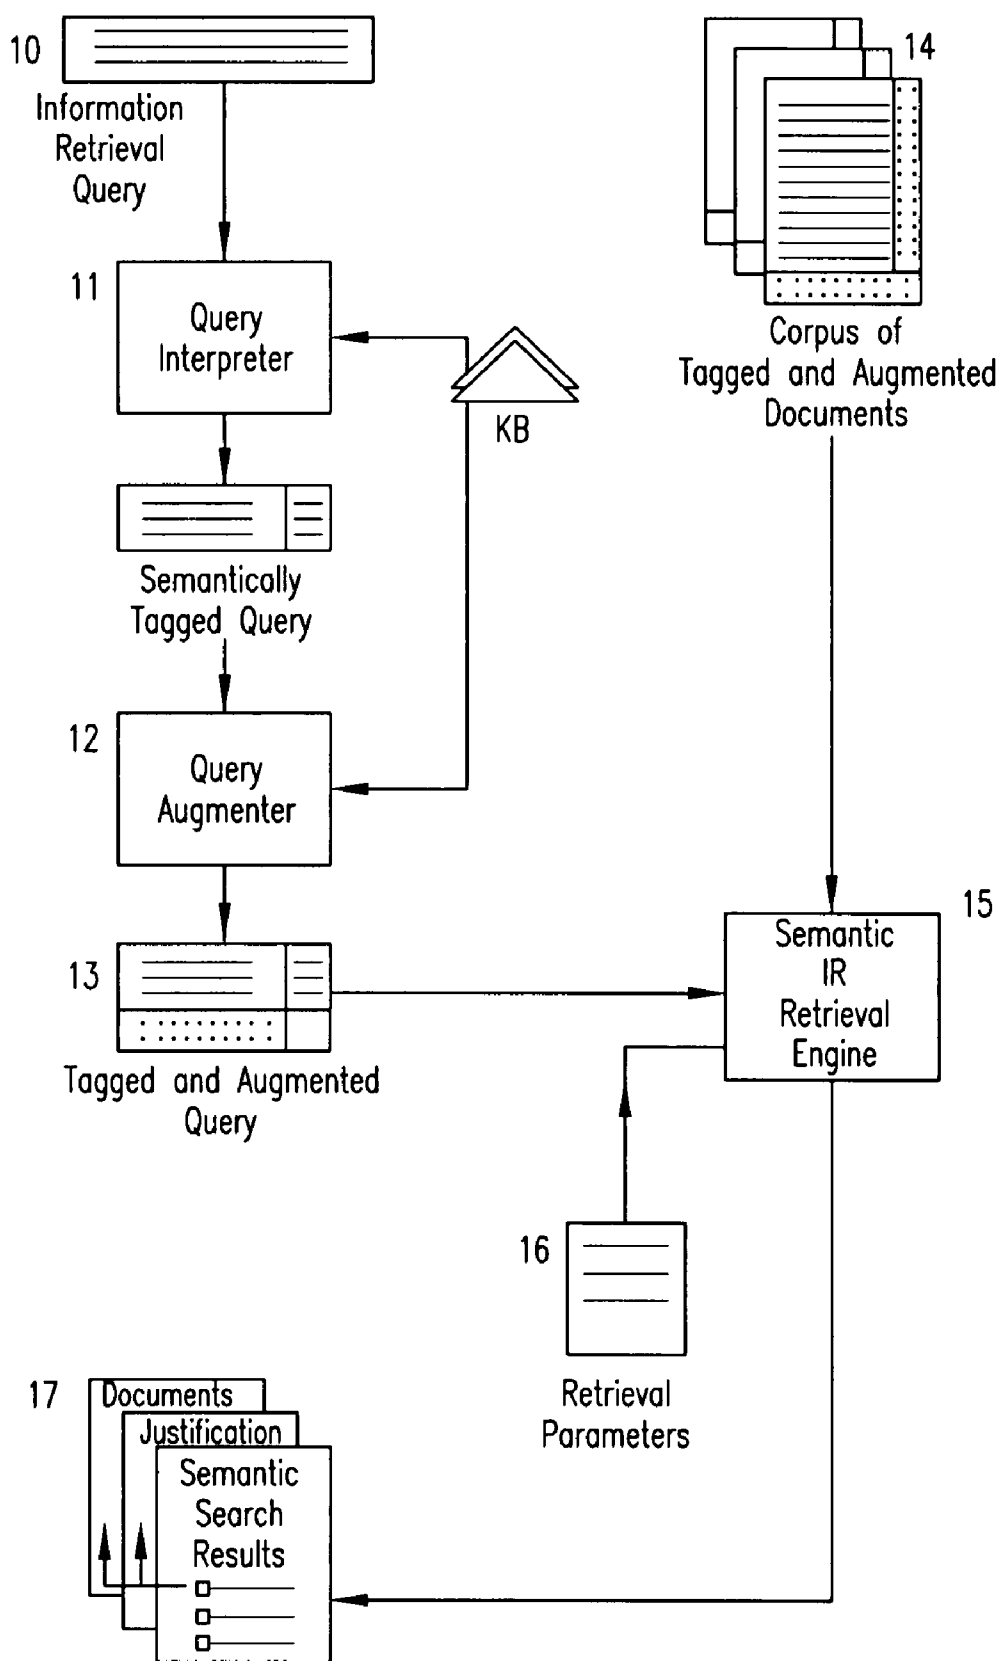 10
Information
Retrieval
Query
14
Corpus of
Tagged and Augmented
Documents
11
Query
Interpreter
KB
Semantically
Tagged Query
12
Query
Augmenter
13
Tagged and Augmented
Query
15
Semantic
IR
Retrieval
Engine
16
Retrieval
Parameters
17
Documents
Justification
Semantic
Search
Results